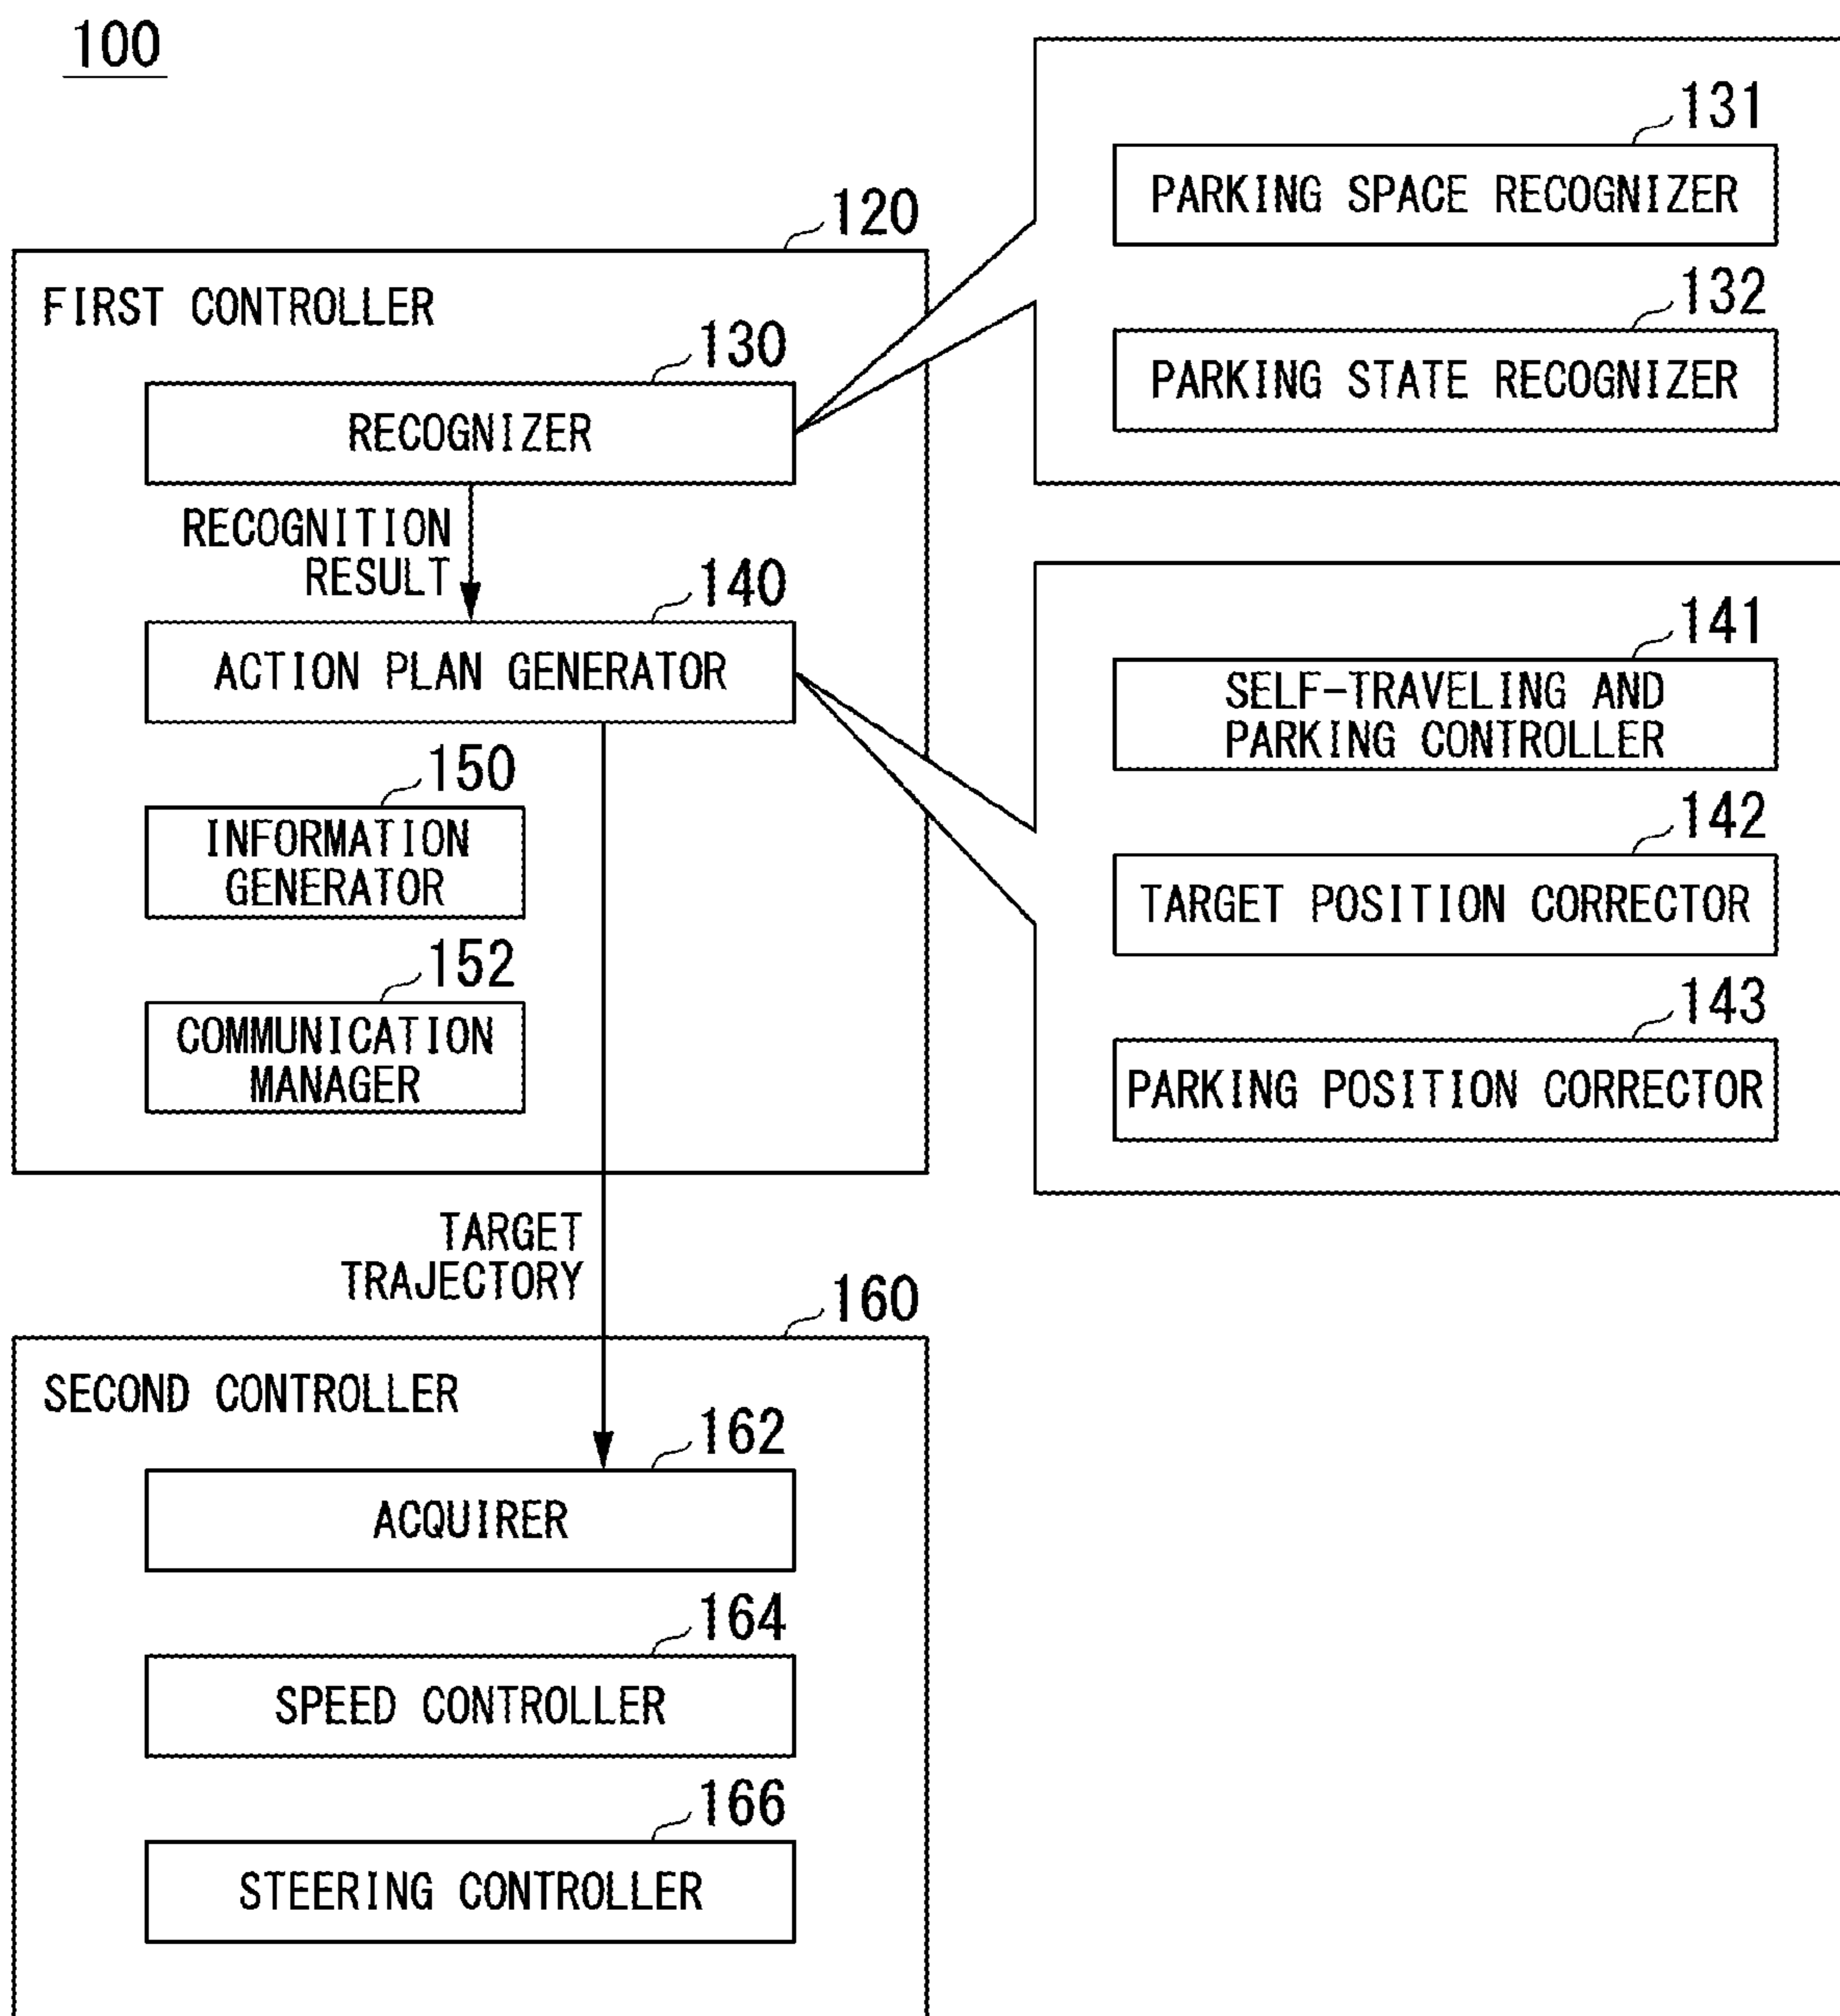 100
120
FIRST CONTROLLER
130
RECOGNIZER
RECOGNITION
RESULT
140
ACTION PLAN GENERATOR
150
INFORMATION
GENERATOR
152
COMMUNICATION
MANAGER
131
PARKING SPACE RECOGNIZER
132
PARKING STATE RECOGNIZER
141
SELF-TRAVELING AND
PARKING CONTROLLER
142
TARGET POSITION CORRECTOR
143
PARKING POSITION CORRECTOR
TARGET
TRAJECTORY
160
SECOND CONTROLLER
162
ACQUIRER
164
SPEED CONTROLLER
166
STEERING CONTROLLER